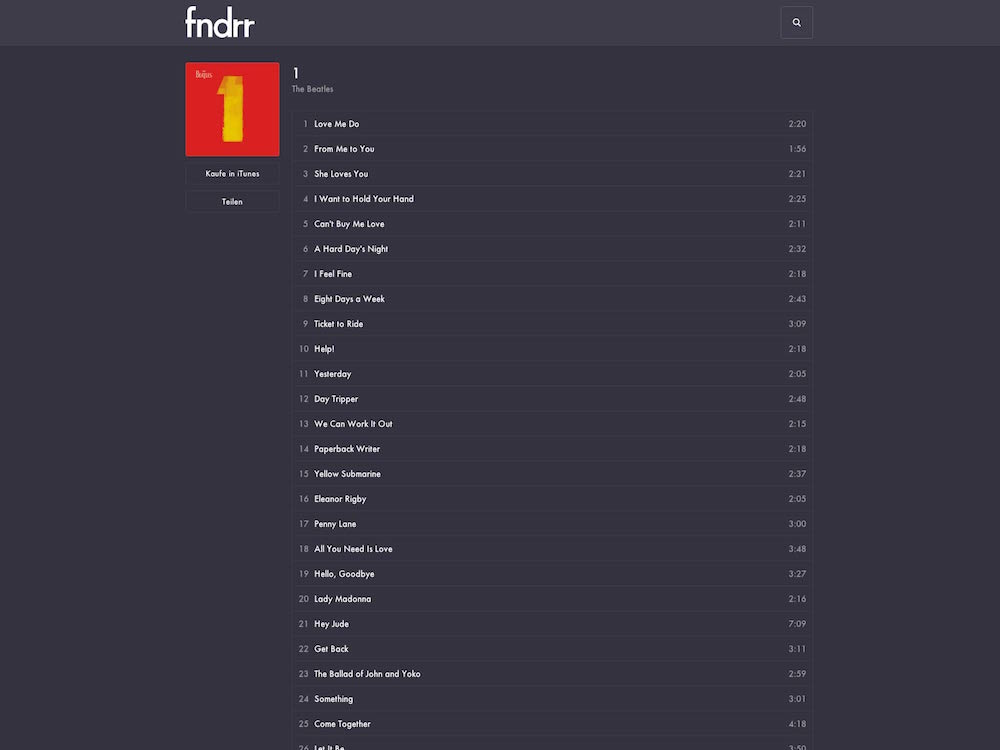 fndrr
1
The Beatles
Kaufe in iTunes
Teilen
1 Love Me Do 2:20
2 From Me to You 1:56
3 She Loves You 2:21
4 I Want to Hold Your Hand 2:25
5 Can't Buy Me Love 2:11
6 A Hard Day's Night 2:32
7 I Feel Fine 2:18
8 Eight Days a Week 2:43
9 Ticket to Ride 3:09
10 Help! 2:18
11 Yesterday 2:05
12 Day Tripper 2:48
13 We Can Work It Out 2:15
14 Paperback Writer 2:18
15 Yellow Submarine 2:37
16 Eleanor Rigby 2:05
17 Penny Lane 3:00
18 All You Need Is Love 3:48
19 Hello, Goodbye 3:27
20 Lady Madonna 2:16
21 Hey Jude 7:09
22 Get Back 3:11
23 The Ballad of John and Yoko 2:59
24 Something 3:01
25 Come Together 4:18
26 Let It Be 3:50